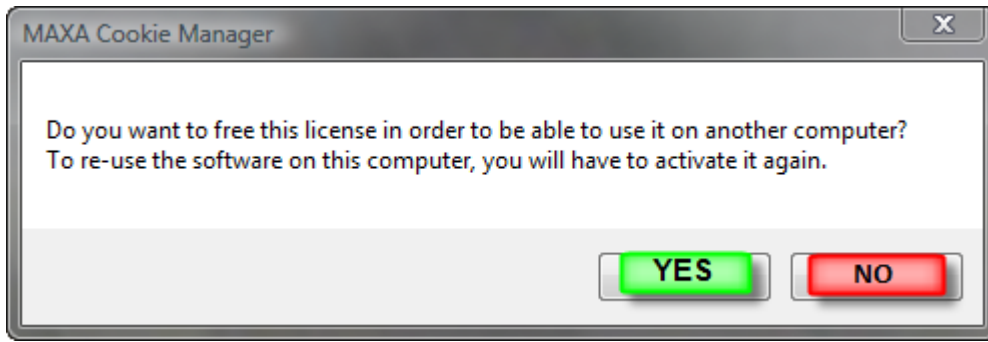 MAXA Cookie Manager
Do you want to free this license in order to be able to use it on another computer?
To re-use the software on this computer, you will have to activate it again.
YES NO